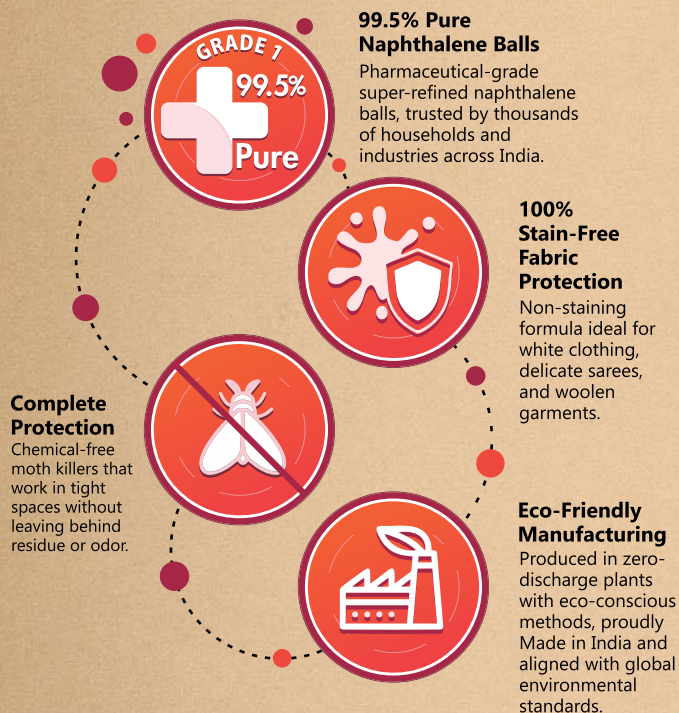 GRADE 1
99.5%
Pure
99.5% Pure
Naphthalene Balls
Pharmaceutical-grade
super-refined naphthalene
balls, trusted by thousands
of households and
industries across India.
100%
Stain-Free
Fabric
Protection
Non-staining
formula ideal for
white clothing,
delicate sarees,
and woolen
garments.
Complete
Protection
Chemical-free
moth killers that
work in tight
spaces without
leaving behind
residue or odor.
Eco-Friendly
Manufacturing
Produced in zero-
discharge plants
with eco-conscious
methods, proudly
Made in India and
aligned with global
environmental
standards.